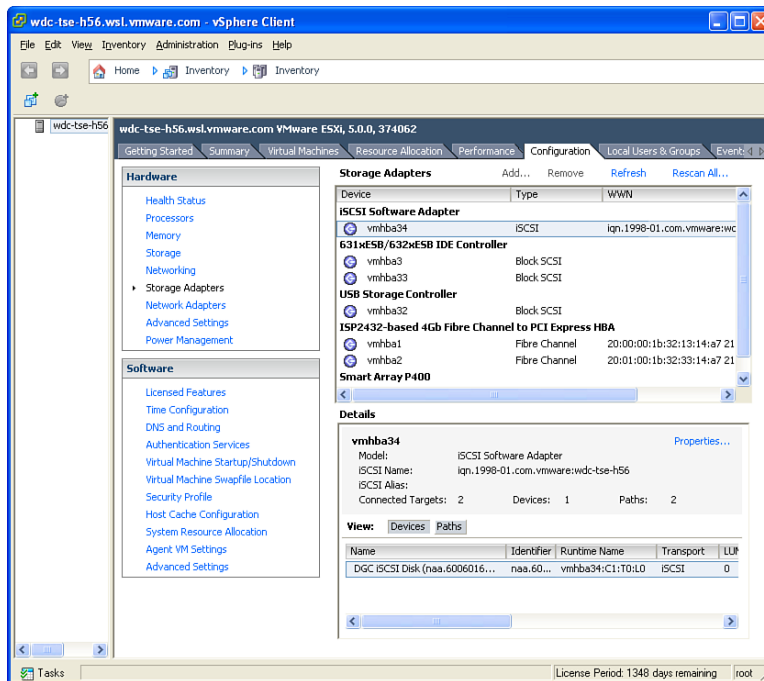 wdc-tse-h56.wsl.vmware.com - vSphere Client
File Edit View Inventory Administration Plug-ins Help
Home Inventory Inventory
wdc-tse-h56
wdc-tse-h56.wsl.vmware.com VMware ESXi, 5.0.0, 374062
Getting Started Summary Virtual Machines Resource Allocation Performance Configuration Local Users & Groups Events
Hardware
Health Status
Processors
Memory
Storage
Networking
Storage Adapters
Network Adapters
Advanced Settings
Power Management
Software
Licensed Features
Time Configuration
DNS and Routing
Authentication Services
Virtual Machine Startup/Shutdown
Virtual Machine Swapfile Location
Security Profile
Host Cache Configuration
System Resource Allocation
Agent VM Settings
Advanced Settings
Storage Adapters Add... Remove Refresh Rescan All...
Device Type WWN
iSCSI Software Adapter
vmhba34 iSCSI iqn.1998-01.com.vmware:wdc
631xESB/632xESB IDE Controller
vmhba3 Block SCSI
vmhba33 Block SCSI
USB Storage Controller
vmhba32 Block SCSI
ISP2432-based 4Gb Fibre Channel to PCI Express HBA
vmhba1 Fibre Channel 20:00:00:1b:32:13:14:a7 21
vmhba2 Fibre Channel 20:01:00:1b:32:33:14:a7 21
Smart Array P400
Details
vmhba34 Properties...
Model: iSCSI Software Adapter
iSCSI Name: iqn.1998-01.com.vmware:wdc-tse-h56
iSCSI Alias:
Connected Targets: 2 Devices: 1 Paths: 2
View: Devices Paths
Name Identifier Runtime Name Transport LUN
DGC iSCSI Disk (naa.6006016... naa.60... vmhba34:C1:T0:L0 iSCSI 0
Tasks License Period: 1348 days remaining root